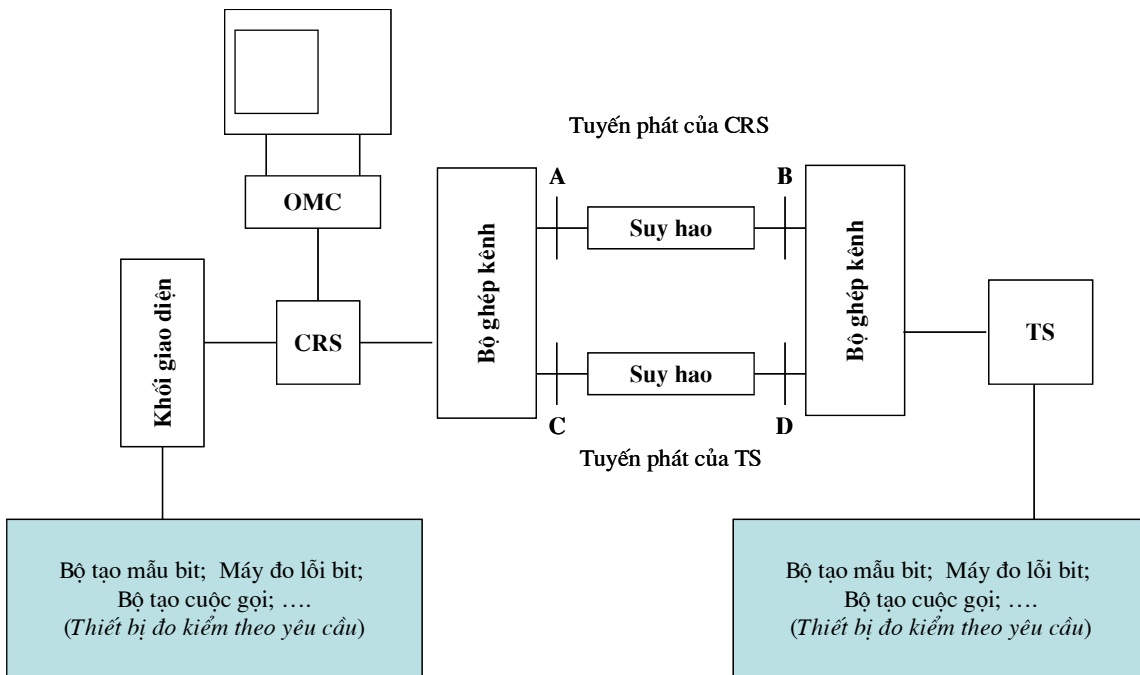 Tuyến phát của CRS
A
B
OMC
Suy hao
Bộ ghép kênh
Bộ ghép kênh
Khối giao diện
CRS
TS
Suy hao
C
D
Tuyến phát của TS
Bộ tạo mẫu bit; Máy đo lỗi bit;
Bộ tạo cuộc gọi; ….
(Thiết bị đo kiểm theo yêu cầu)
Bộ tạo mẫu bit; Máy đo lỗi bit;
Bộ tạo cuộc gọi; ….
(Thiết bị đo kiểm theo yêu cầu)